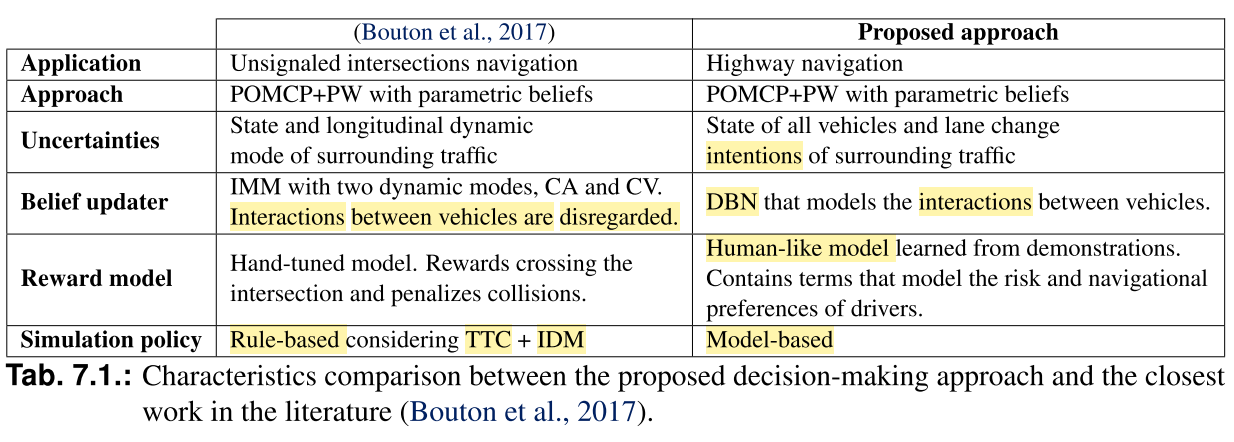 (Bouton et al., 2017) Proposed approach
Application Unsignaled intersections navigation Highway navigation
Approach POMCP+PW with parametric beliefs POMCP+PW with parametric beliefs
Uncertainties State and longitudinal dynamic
mode of surrounding traffic State of all vehicles and lane change
intentions of surrounding traffic
Belief updater IMM with two dynamic modes, CA and CV.
Interactions between vehicles are disregarded. DBN that models the interactions between vehicles.
Reward model Hand-tuned model. Rewards crossing the
intersection and penalizes collisions. Human-like model learned from demonstrations.
Contains terms that model the risk and navigational
preferences of drivers.
Simulation policy Rule-based considering TTC + IDM Model-based
Tab. 7.1.: Characteristics comparison between the proposed decision-making approach and the closest
work in the literature (Bouton et al., 2017).